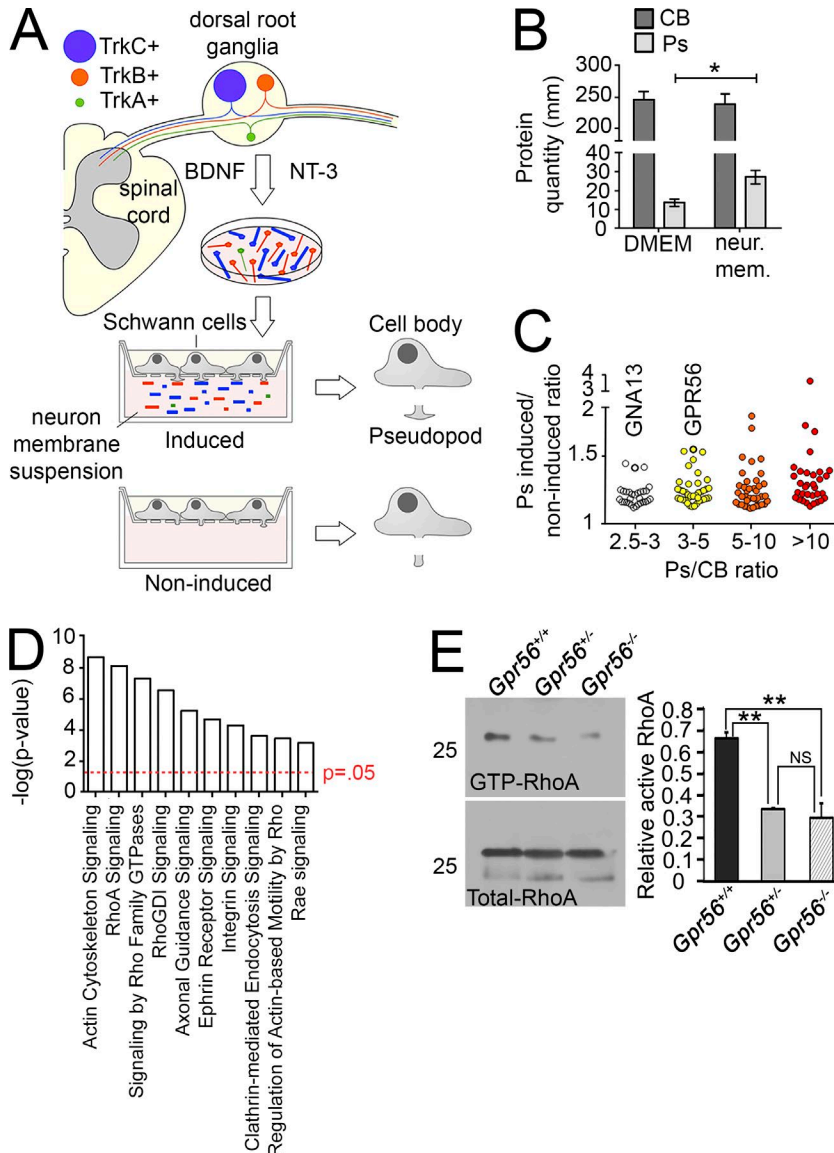 A
TrkC+
TrkB+
TrkA+
dorsal root
ganglia
BDNF
NT-3
spinal
cord
Schwann cells
neuron
membrane
suspension
Induced
Cell body
Pseudopod
Non-induced
B
CB
Ps
*
Protein
quantity (mm)
300
250
200
40
30
20
10
0
DMEM
neur.
mem.
C
Ps induced/
non-induced ratio
4
3
2
1.5
1
GNA13
GPR56
2.5-3
3-5
5-10
>10
Ps/CB ratio
D
-log(p-value)
10
8
6
4
2
0
p=.05
Actin Cytoskeleton Signaling
RhoA Signaling
Signaling by Rho Family GTPases
RhoGDI Signaling
Axonal Guidance Signaling
Ephrin Receptor Signaling
Integrin Signaling
Clathrin-mediated Endocytosis Signaling
Regulation of Actin-based Motility by Rho
Rae signaling
E
Gpr56+/+
Gpr56+/-
Gpr56-/-
25
GTP-RhoA
25
Total-RhoA
Relative active RhoA
0.8
0.7
0.6
0.5
0.4
0.3
0.2
0.1
0
**
**
NS
Gpr56+/+
Gpr56+/-
Gpr56-/-